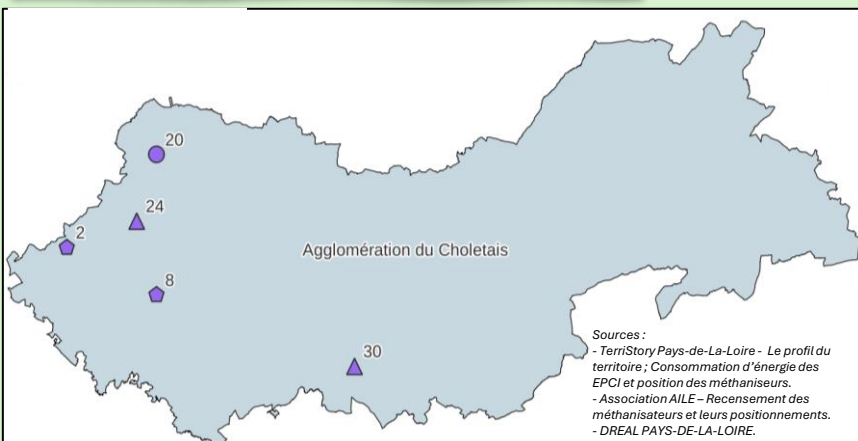 20
24
2
Agglomération du Choletais
8
30
Sources :
- TerriStory Pays-de-La-Loire - Le profil du
territoire ; Consommation d'énergie des
EPCI et position des méthaniseurs.
- Association AILE – Recensement des
méthanisateurs et leurs positionnements.
- DREAL PAYS-DE-LA-LOIRE.